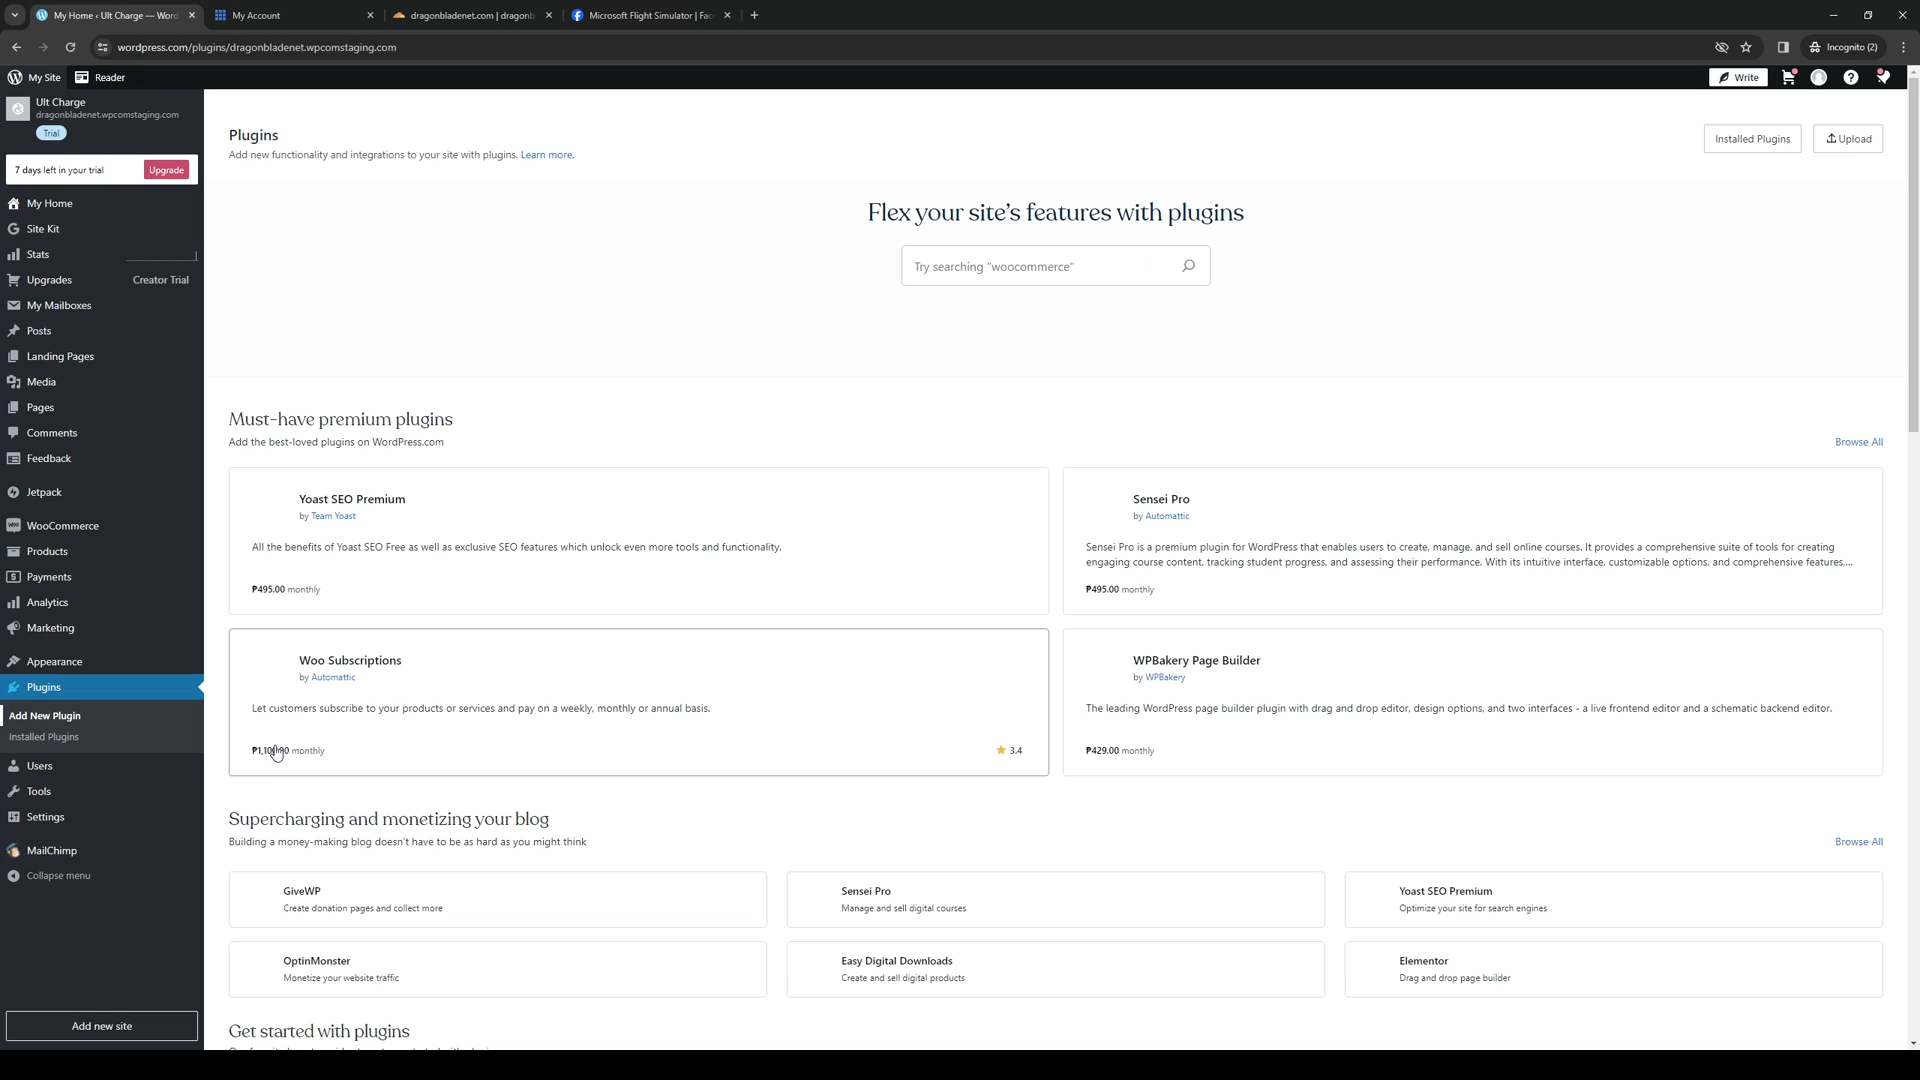 My Home ‹ Ult Charge — Word
My Account
dragonbladenet.com | dragonb
Microsoft Flight Simulator | Fac
wordpress.com/plugins/dragonbladenet.wpcomstaging.com
Incognito (2)
My Site
Reader
Write
Ult Charge
dragonbladenet.wpcomstaging.com
Trial
7 days left in your trial
Upgrade
My Home
Site Kit
Stats
Upgrades
Creator Trial
My Mailboxes
Posts
Landing Pages
Media
Pages
Comments
Feedback
Jetpack
WooCommerce
Products
Payments
Analytics
Marketing
Appearance
Plugins
Add New Plugin
Installed Plugins
Users
Tools
Settings
MailChimp
Collapse menu
Add new site
Plugins
Add new functionality and integrations to your site with plugins. Learn more.
Installed Plugins
Upload
Flex your site's features with plugins
Try searching "woocommerce"
Must-have premium plugins
Add the best-loved plugins on WordPress.com
Browse All
Yoast SEO Premium
by Team Yoast
All the benefits of Yoast SEO Free as well as exclusive SEO features which unlock even more tools and functionality.
₱495.00 monthly
Sensei Pro
by Automattic
Sensei Pro is a premium plugin for WordPress that enables users to create, manage, and sell online courses. It provides a comprehensive suite of tools for creating
engaging course content, tracking student progress, and assessing their performance. With its intuitive interface, customizable options, and comprehensive features,...
₱495.00 monthly
Woo Subscriptions
by Automattic
Let customers subscribe to your products or services and pay on a weekly, monthly or annual basis.
monthly
3.4
WPBakery Page Builder
by WPBakery
The leading WordPress page builder plugin with drag and drop editor, design options, and two interfaces - a live frontend editor and a schematic backend editor.
₱429.00 monthly
Supercharging and monetizing your blog
Building a money-making blog doesn't have to be as hard as you might think
Browse All
GiveWP
Create donation pages and collect more
Sensei Pro
Manage and sell digital courses
Yoast SEO Premium
Optimize your site for search engines
OptinMonster
Monetize your website traffic
Easy Digital Downloads
Create and sell digital products
Elementor
Drag and drop page builder
Get started with plugins